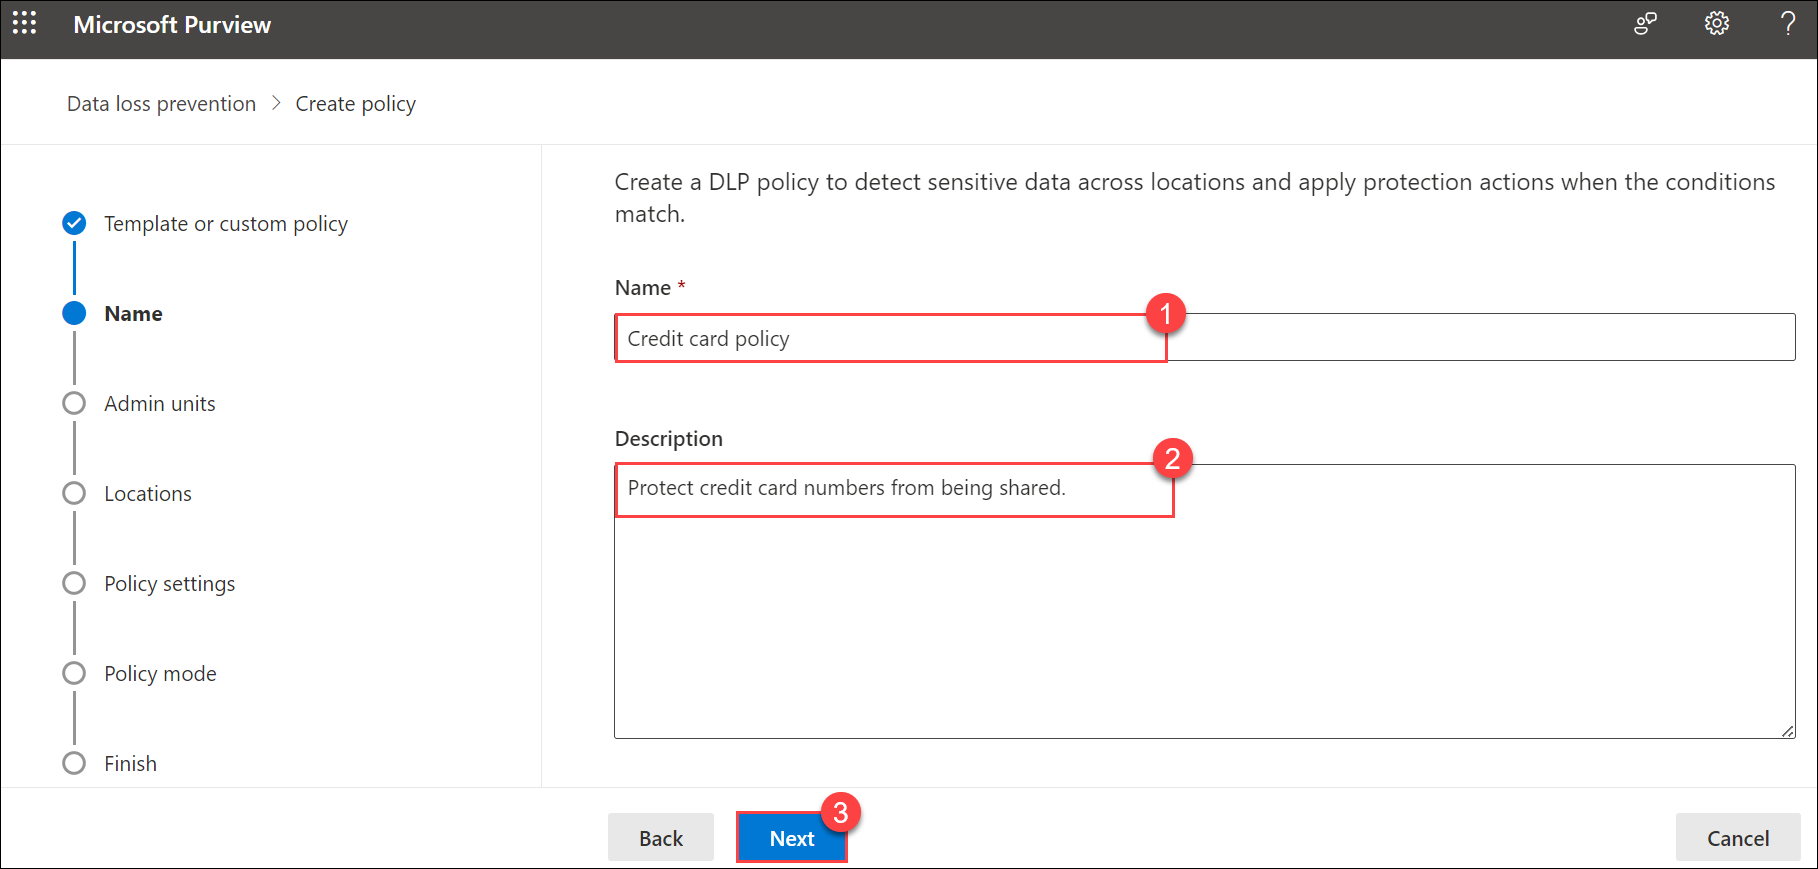 Microsoft Purview
?
Data loss prevention > Create policy
Template or custom policy
Name
Admin units
Locations
Policy settings
Policy mode
Finish
Create a DLP policy to detect sensitive data across locations and apply protection actions when the conditions
match.
Name *
1
Credit card policy
Description
2
Protect credit card numbers from being shared.
3
Back
Next
Cancel